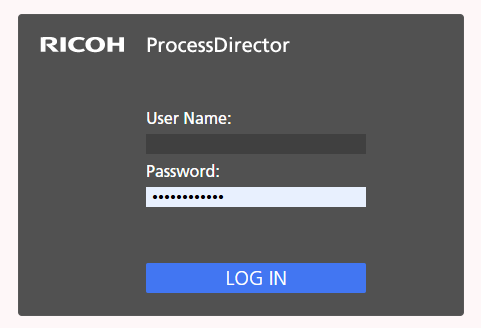 RICOH ProcessDirector
User Name:
Password:
••••••••••••
LOG IN